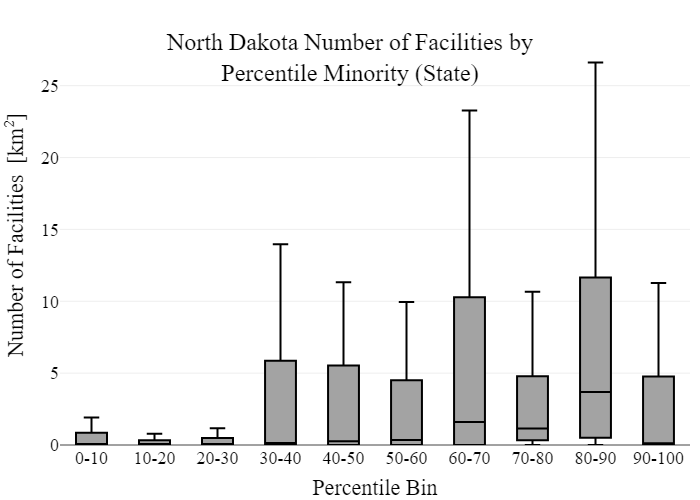 North Dakota Number of Facilities by
Percentile Minority (State)
Number of Facilities [km²]
25
20
15
10
5
0
0-10 10-20 20-30 30-40 40-50 50-60 60-70 70-80 80-90 90-100
Percentile Bin